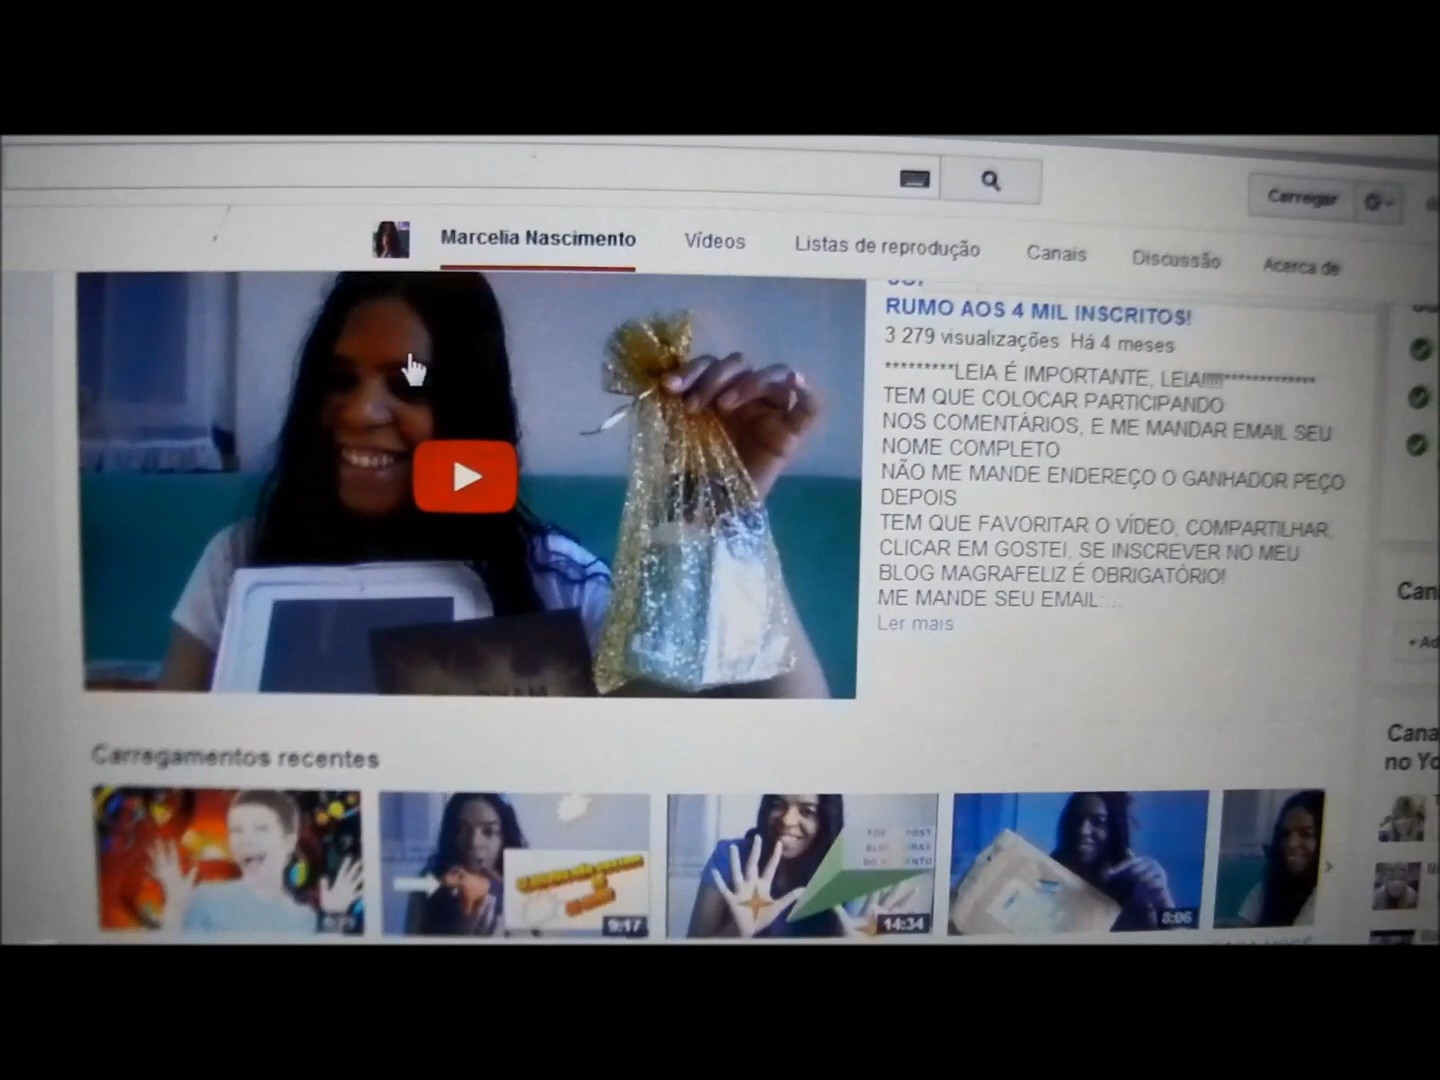 Carregar
Marcelia Nascimento Vídeos Listas de reprodução Canais Discussão Acerca de
RUMO AOS 4 MIL INSCRITOS!
3 279 visualizações Há 4 meses
*********LEIA É IMPORTANTE, LEIA!!!!!*************
TEM QUE COLOCAR PARTICIPANDO
NOS COMENTÁRIOS, E ME MANDAR EMAIL SEU
NOME COMPLETO
NÃO ME MANDE ENDEREÇO O GANHADOR PEÇO
DEPOIS
TEM QUE FAVORITAR O VÍDEO, COMPARTILHAR,
CLICAR EM GOSTEI, SE INSCREVER NO MEU
BLOG MAGRAFELIZ É OBRIGATÓRIO!
ME MANDE SEU EMAIL:...
Ler mais
Can
+ Ad
Carregamentos recentes
Cana
no Yo
9:17
14:34
8:06